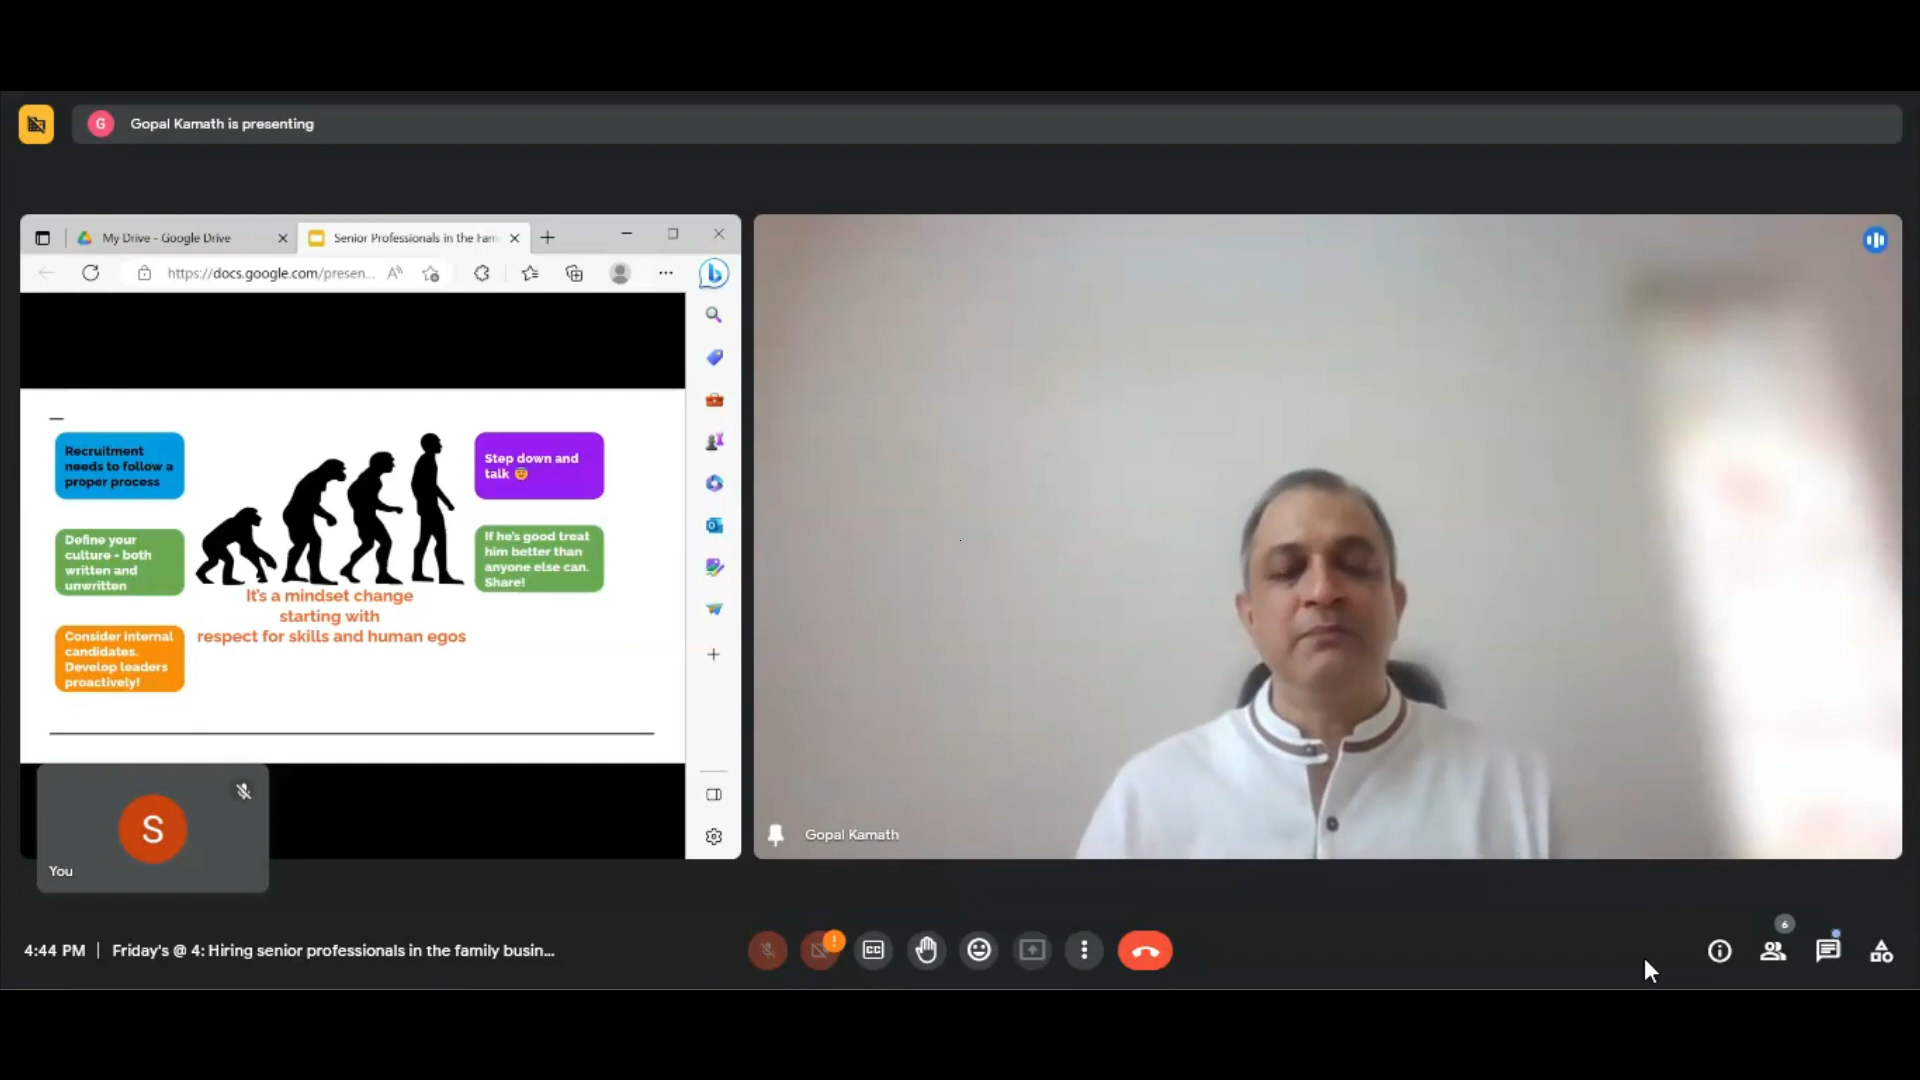 G
Gopal Kamath is presenting
My Drive - Google Drive
Senior Professionals in the Fam
https://docs.google.com/presen...
Recruitment
needs to follow a
proper process
Define your
culture - both
written and
unwritten
Consider internal
candidates.
Develop leaders
proactively!
Step down and
talk 😇
If he's good treat
him better than
anyone else can.
Share!
It's a mindset change
starting with
respect for skills and human egos
S
You
Gopal Kamath
4:44 PM | Friday's @ 4: Hiring senior professionals in the family busin...
CC
6